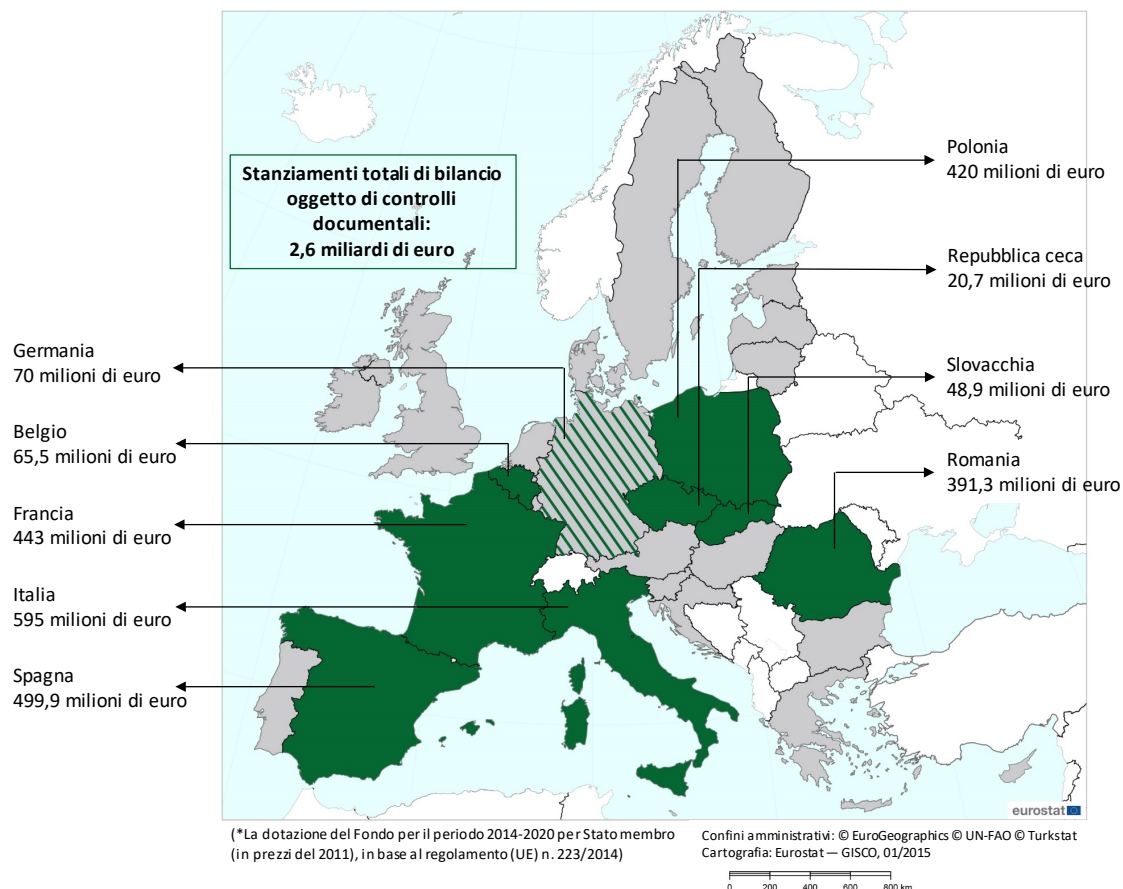 Stanziamenti totali di bilancio
oggetto di controlli
documentali:
2,6 miliardi di euro
Polonia
420 milioni di euro
Repubblica ceca
20,7 milioni di euro
Slovacchia
48,9 milioni di euro
Romania
391,3 milioni di euro
Germania
70 milioni di euro
Belgio
65,5 milioni di euro
Francia
443 milioni di euro
Italia
595 milioni di euro
Spagna
499,9 milioni di euro
eurostat
(*La dotazione del Fondo per il periodo 2014-2020 per Stato membro
(in prezzi del 2011), in base al regolamento (UE) n. 223/2014)
Confini amministrativi: © EuroGeographics © UN-FAO © Turkstat
Cartografia: Eurostat — GISCO, 01/2015
0 200 400 600 800 km